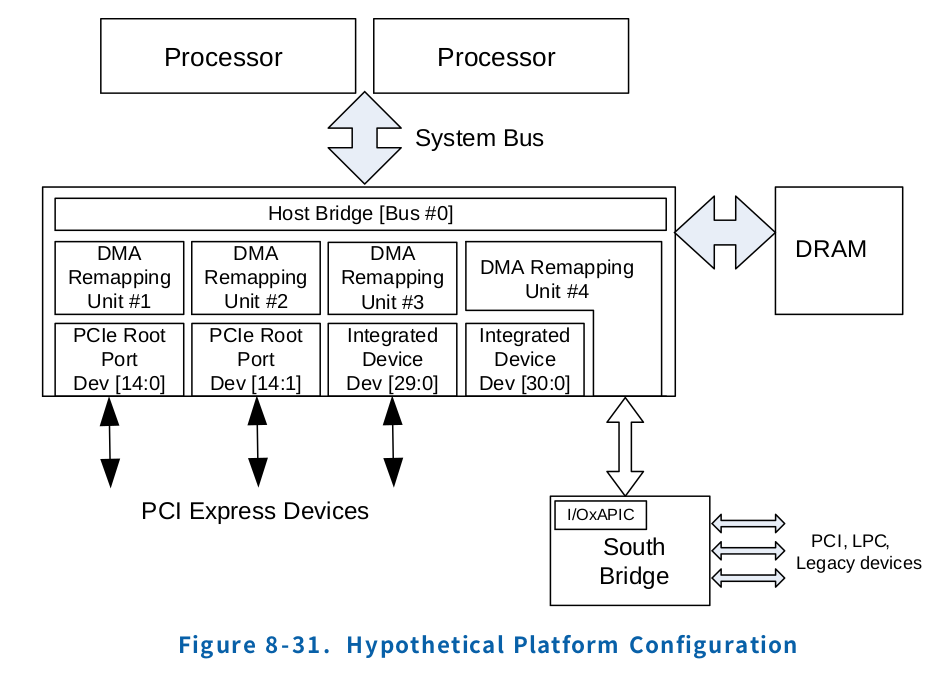 Processor
Processor
System Bus
Host Bridge [Bus #0]
DMA
Remapping
Unit #1
DMA
Remapping
Unit #2
DMA
Remapping
Unit #3
DMA Remapping
Unit #4
DRAM
PCIe Root
Port
Dev [14:0]
PCIe Root
Port
Dev [14:1]
Integrated
Device
Dev [29:0]
Integrated
Device
Dev [30:0]
PCI Express Devices
I/OxAPIC
South
Bridge
PCI, LPC,
Legacy devices
Figure 8-31. Hypothetical Platform Configuration